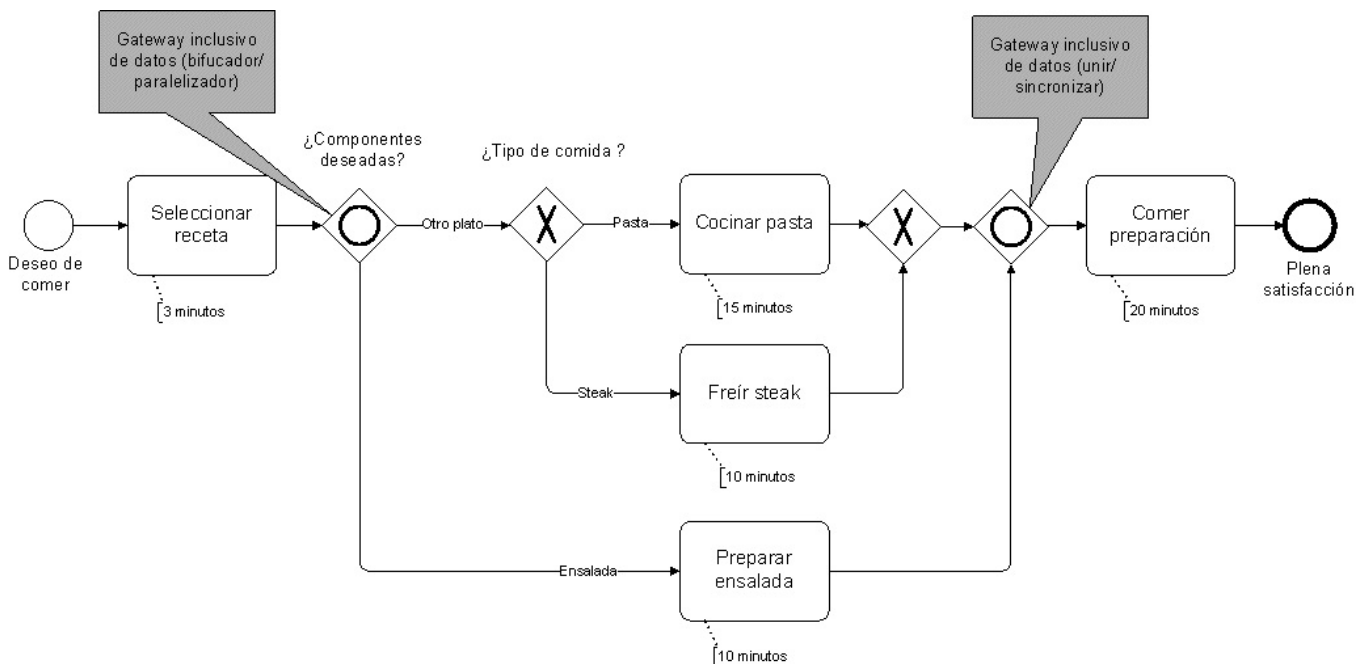 Gateway inclusivo
de datos (bifucador/
paralelizador)
Gateway inclusivo
de datos (unir/
sincronizar)
¿Componentes
deseadas?
¿Tipo de comida ?
Deseo de
comer
Seleccionar
receta
3 minutos
Otro plato
Pasta
Cocinar pasta
15 minutos
Comer
preparación
20 minutos
Plena
satisfacción
Steak
Freír steak
10 minutos
Ensalada
Preparar
ensalada
10 minutos